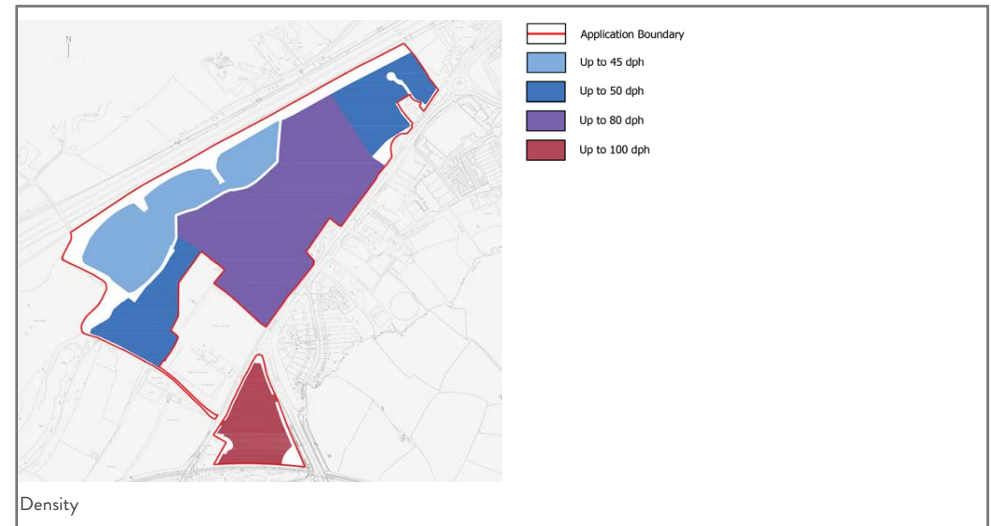 N
Application Boundary
Up to 45 dph
Up to 50 dph
Up to 80 dph
Up to 100 dph
Density